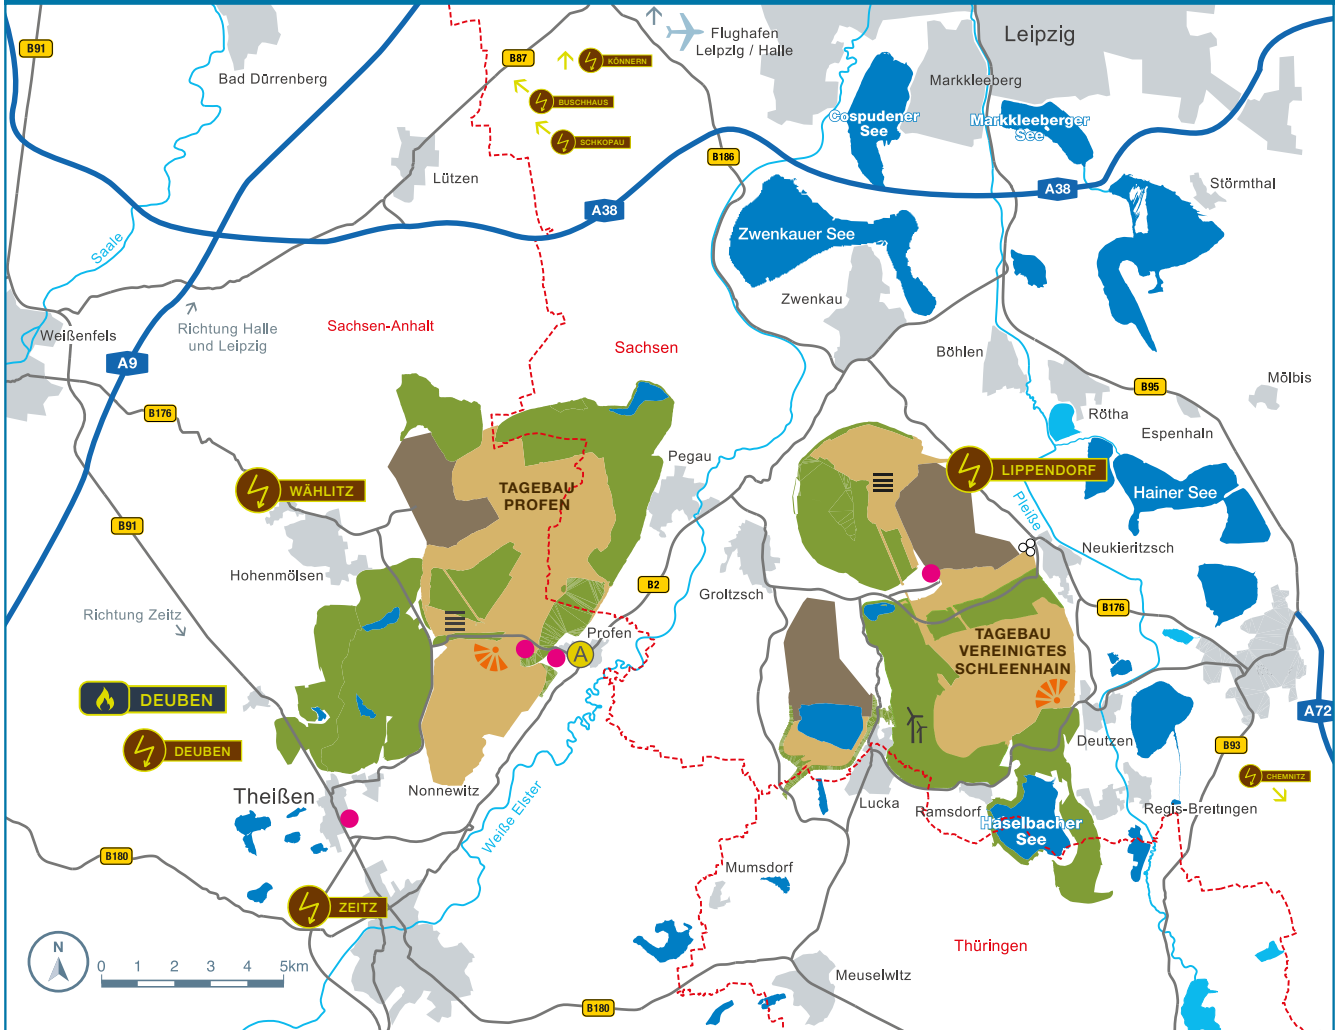 Flughafen
Leipzig / Halle
Leipzig
B91
B87
KÖNNERN
Bad Dürrenberg
Markkleeberg
BUSCHHAUS
Cospudener
See
Markkleeberger
See
SCHKOPAU
B186
Lützen
A38
Störmthal
A38
Saale
Zwenkauer See
Zwenkau
Richtung Halle
und Leipzig
Sachsen-Anhalt
Weißenfels
Sachsen
Böhlen
A9
Mölbis
B95
B176
Rötha
Espenhain
Pegau
LIPPENDORF
WÄHLITZ
TAGEBAU
PROFEN
Hainer See
Pleiße
B91
Neukieritzsch
Hohenmölsen
B2
Groitzsch
Richtung Zeitz
B176
Profen
A
TAGEBAU
VEREINIGTES
SCHLEENHAIN
DEUBEN
A72
DEUBEN
Deutzen
B93
CHEMNITZ
Nonnewitz
Theißen
Lucka
Ramsdorf
Regis-Breitingen
Weiße Elster
Haselbacher
See
B180
Mumsdorf
ZEITZ
Thüringen
N
0 1 2 3 4 5km
Meuselwitz
B180